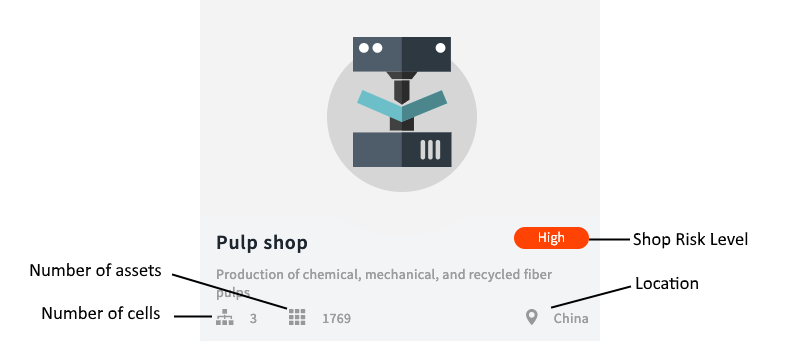 High
Pulp shop
Shop Risk Level
Number of assets
Production of chemical, mechanical, and recycled fiber
pulps
Location
Number of cells
3
1769
China